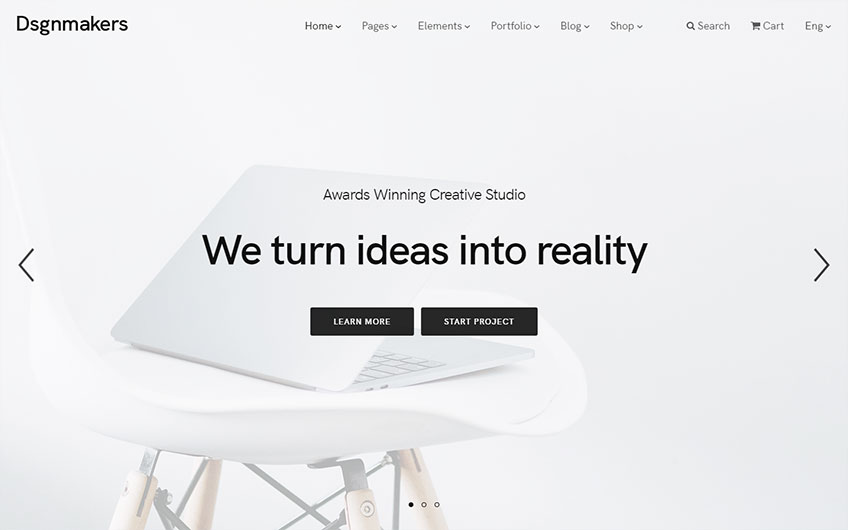 Dsgnmakers
Home Pages Elements Portfolio Blog Shop Search Cart Eng
Awards Winning Creative Studio
We turn ideas into reality
LEARN MORE START PROJECT